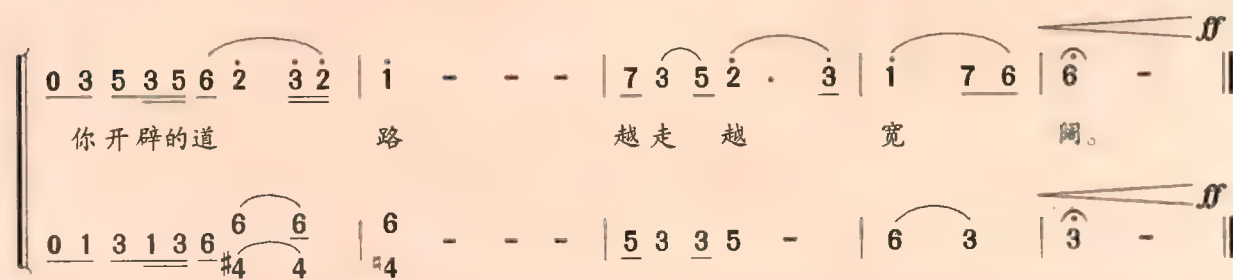 ff
0 3 5 3 5 6 2 3 2 | 1 - - - | 7 3 5 2 . 3 | 1 7 6 | 6 - ‖
你开辟的道 路 越走 越 宽 阔。
ff
6 6 | 6
0 1 3 1 3 6 #4 4 | ♮4 - - - | 5 3 3 5 - | 6 3 | 3 - ‖